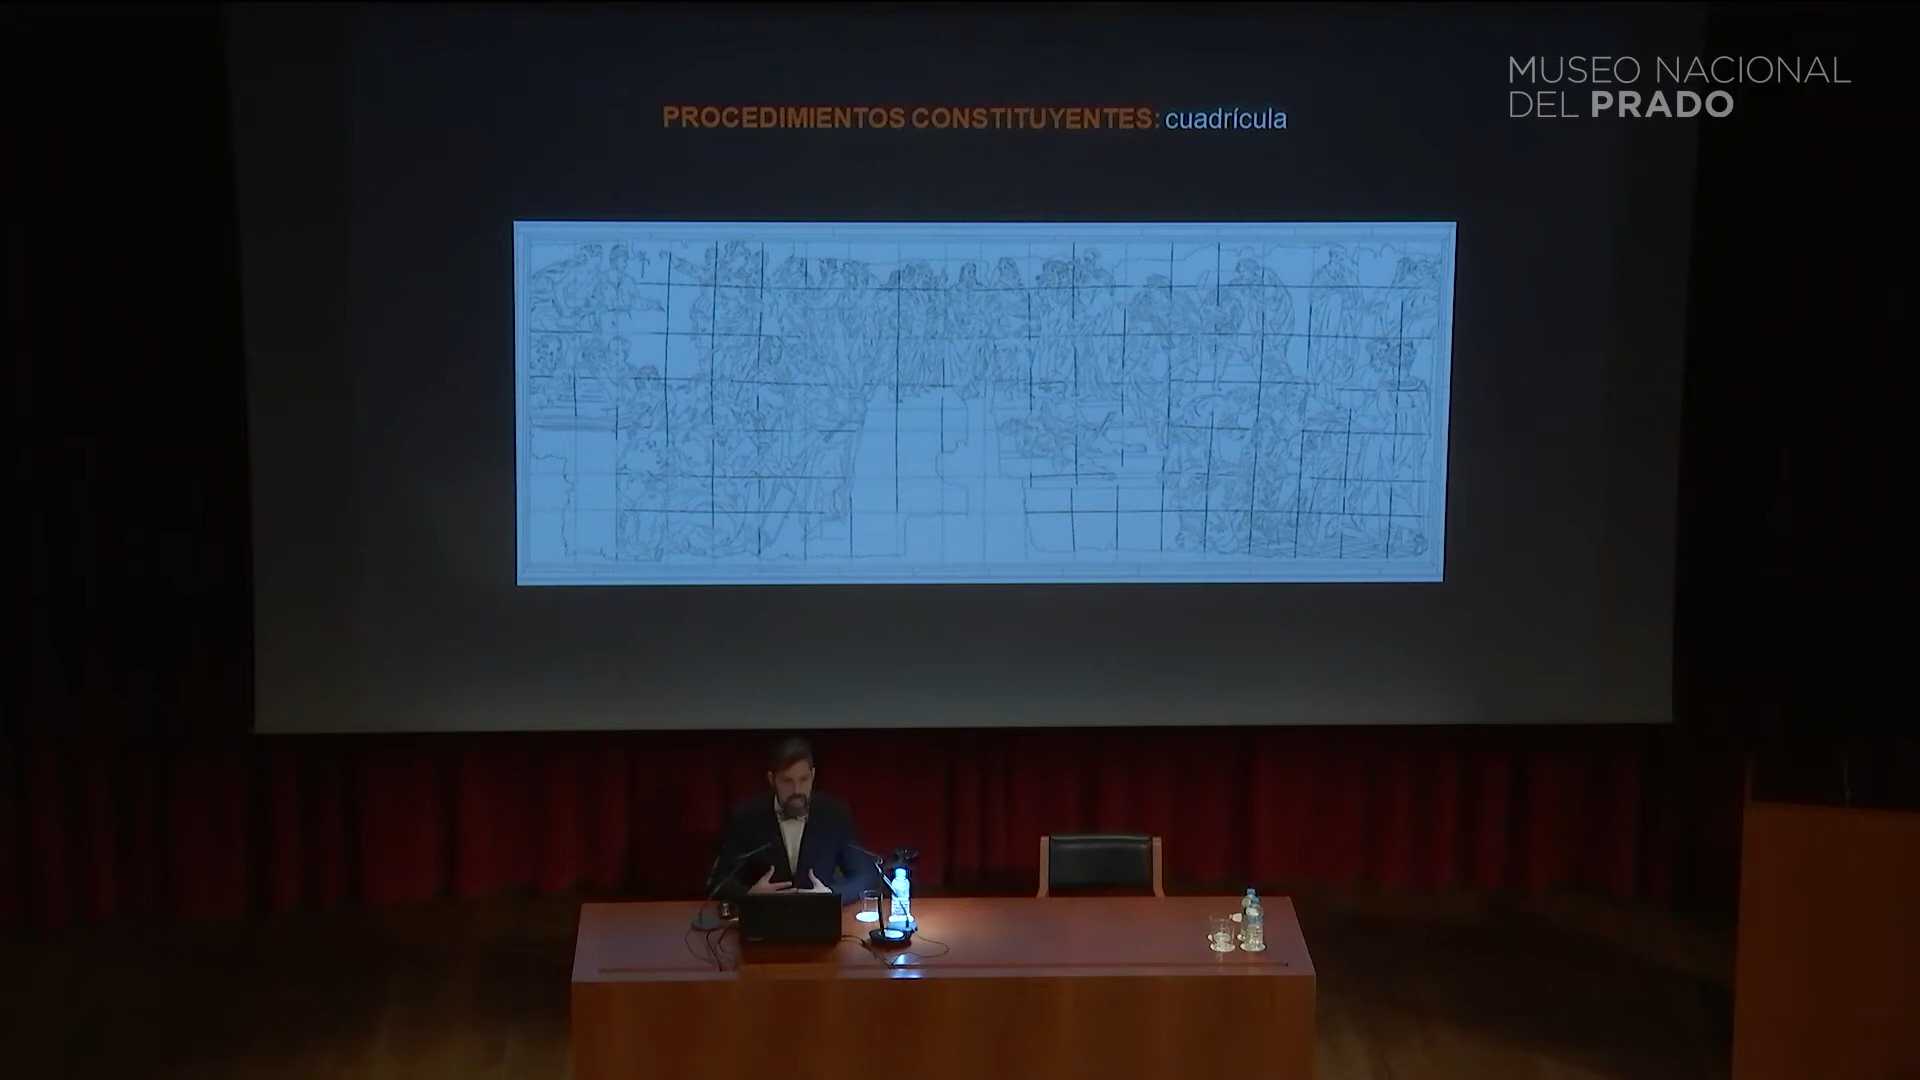 MUSEO NACIONAL
DEL PRADO
PROCEDIMIENTOS CONSTITUYENTES: cuadrícula